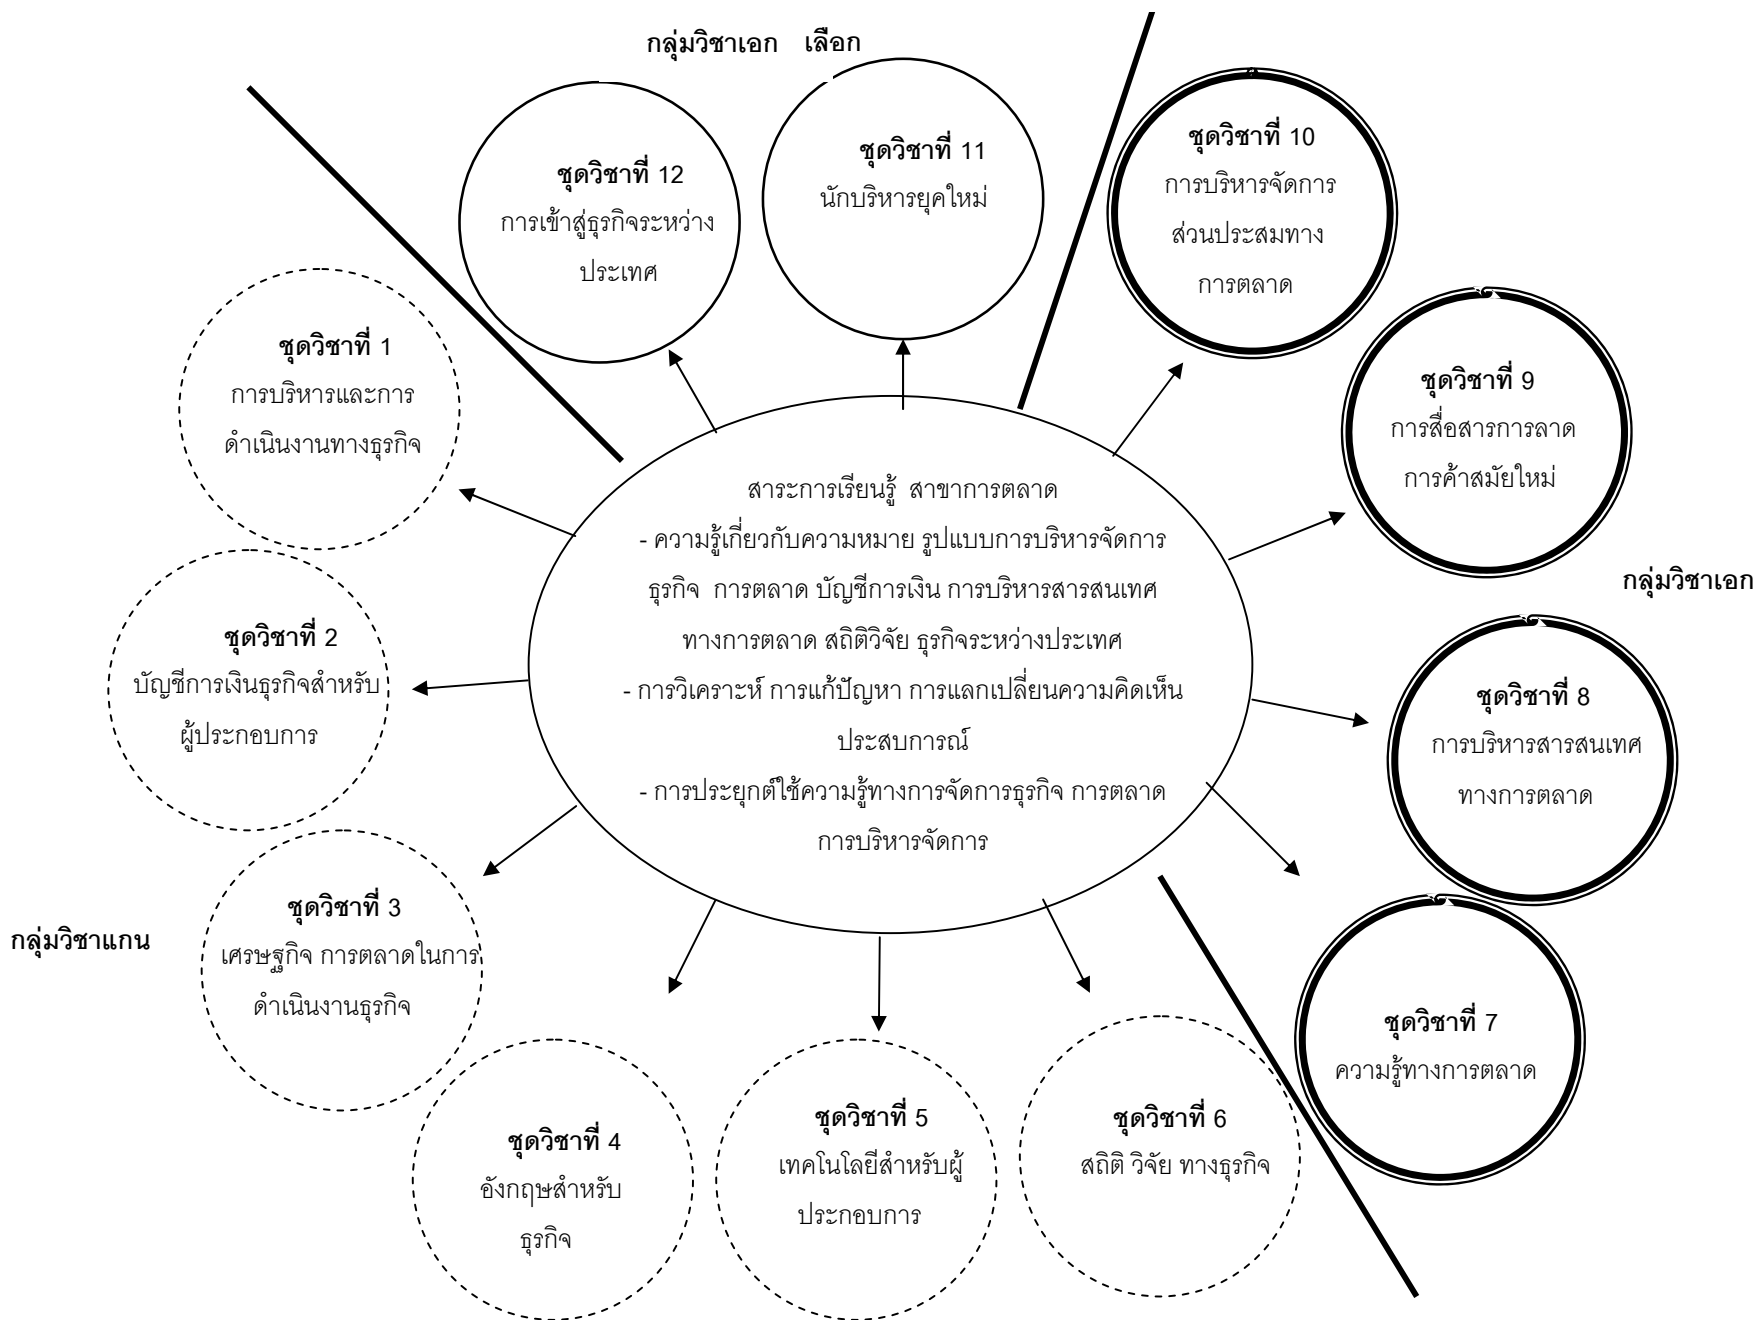 กลุ่มวิชาเอก เลือก
ชุดวิชาที่ 12
การเข้าสู่ธุรกิจระหว่าง
ประเทศ
ชุดวิชาที่ 11
นักบริหารยุคใหม่
ชุดวิชาที่ 10
การบริหารจัดการ
ส่วนประสมทาง
การตลาด
ชุดวิชาที่ 1
การบริหารและการ
ดำเนินงานทางธุรกิจ
ชุดวิชาที่ 9
การสื่อสารการลาด
การค้าสมัยใหม่
สาระการเรียนรู้ สาขาการตลาด
- ความรู้เกี่ยวกับความหมาย รูปแบบการบริหารจัดการ
ธุรกิจ การตลาด บัญชีการเงิน การบริหารสารสนเทศ
ทางการตลาด สถิติวิจัย ธุรกิจระหว่างประเทศ
- การวิเคราะห์ การแก้ปัญหา การแลกเปลี่ยนความคิดเห็น
ประสบการณ์
- การประยุกต์ใช้ความรู้ทางการจัดการธุรกิจ การตลาด
การบริหารจัดการ
กลุ่มวิชาเอก
ชุดวิชาที่ 2
บัญชีการเงินธุรกิจสำหรับ
ผู้ประกอบการ
ชุดวิชาที่ 8
การบริหารสารสนเทศ
ทางการตลาด
กลุ่มวิชาแกน
ชุดวิชาที่ 3
เศรษฐกิจ การตลาดในการ
ดำเนินงานธุรกิจ
ชุดวิชาที่ 7
ความรู้ทางการตลาด
ชุดวิชาที่ 4
อังกฤษสำหรับ
ธุรกิจ
ชุดวิชาที่ 5
เทคโนโลยีสำหรับผู้
ประกอบการ
ชุดวิชาที่ 6
สถิติ วิจัย ทางธุรกิจ